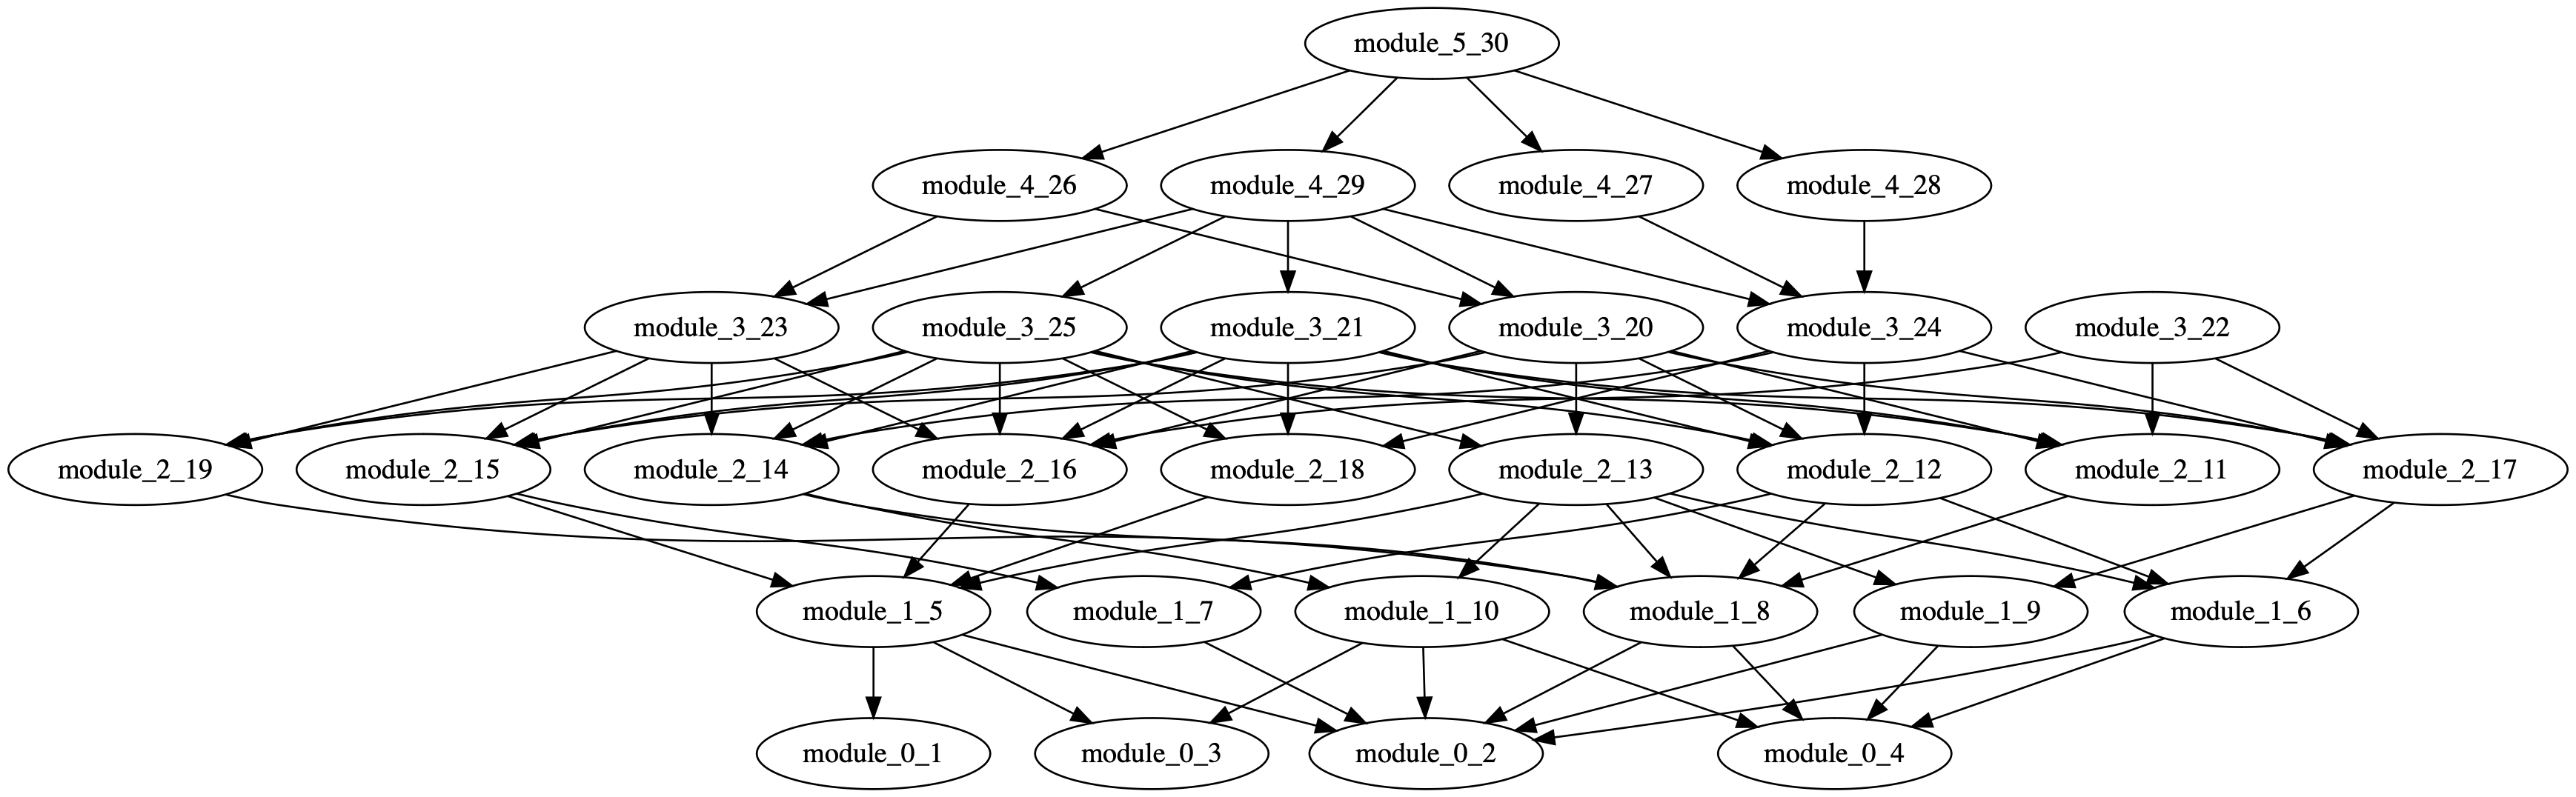 module_5_30
module_4_26 module_4_29 module_4_27 module_4_28
module_3_23 module_3_25 module_3_21 module_3_20 module_3_24 module_3_22
module_2_19 module_2_15 module_2_14 module_2_16 module_2_18 module_2_13 module_2_12 module_2_11 module_2_17
module_1_5 module_1_7 module_1_10 module_1_8 module_1_9 module_1_6
module_0_1 module_0_3 module_0_2 module_0_4